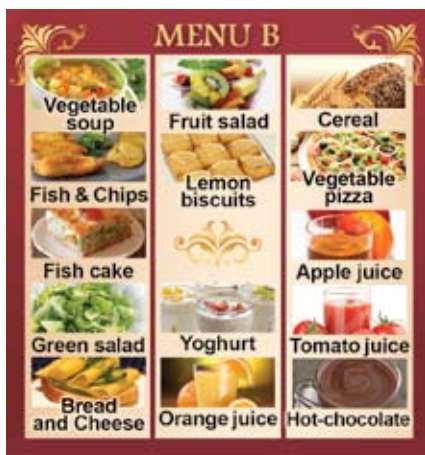 MENU B
Vegetable
soup
Fish & Chips
Fish cake
Green salad
Bread
and Cheese
Fruit salad
Lemon
biscuits
Yoghurt
Orange juice
Cereal
Vegetable
pizza
Apple juice
Tomato juice
Hot-chocolate